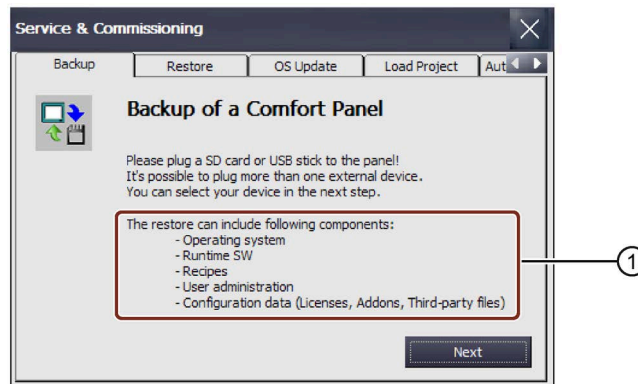 Service & Commissioning
Backup
Restore
OS Update
Load Project
Aut
Backup of a Comfort Panel
Please plug a SD card or USB stick to the panel!
It's possible to plug more than one external device.
You can select your device in the next step.
The restore can include following components:
- Operating system
- Runtime SW
- Recipes
- User administration
- Configuration data (Licenses, Addons, Third-party files)
1
Next